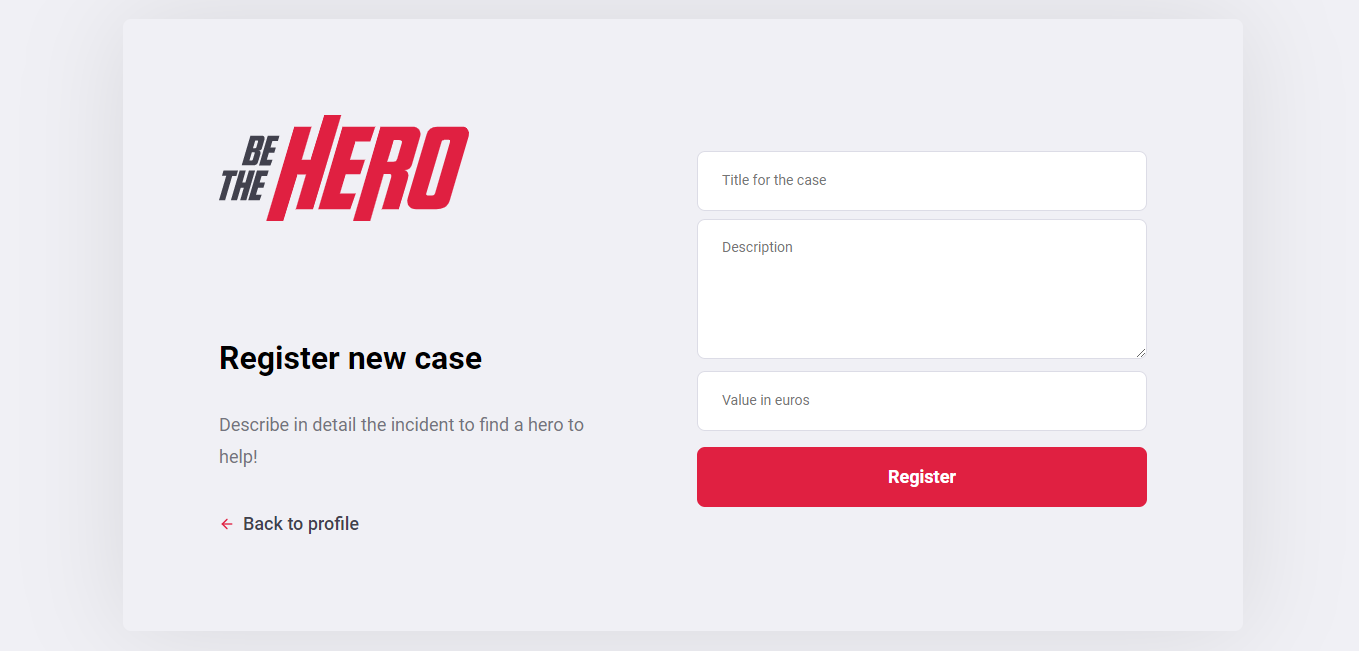 BE
THE
HERO
Register new case
Describe in detail the incident to find a hero to
help!
Back to profile
Title for the case
Description
Value in euros
Register